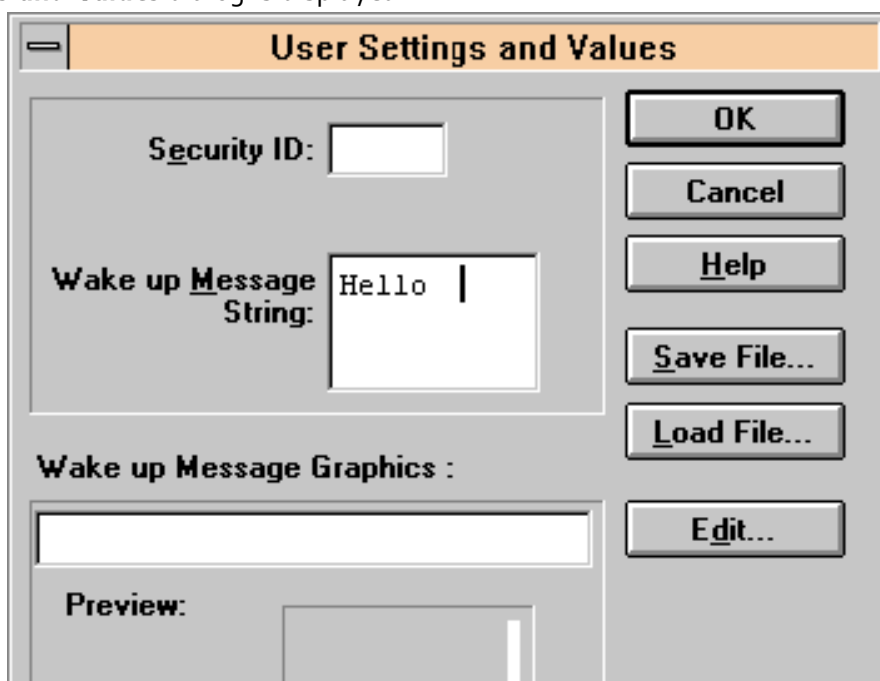 User Settings and Values
Security ID:
Wake up Message
String:
Hello
Wake up Message Graphics :
Preview:
OK
Cancel
Help
Save File...
Load File...
Edit...